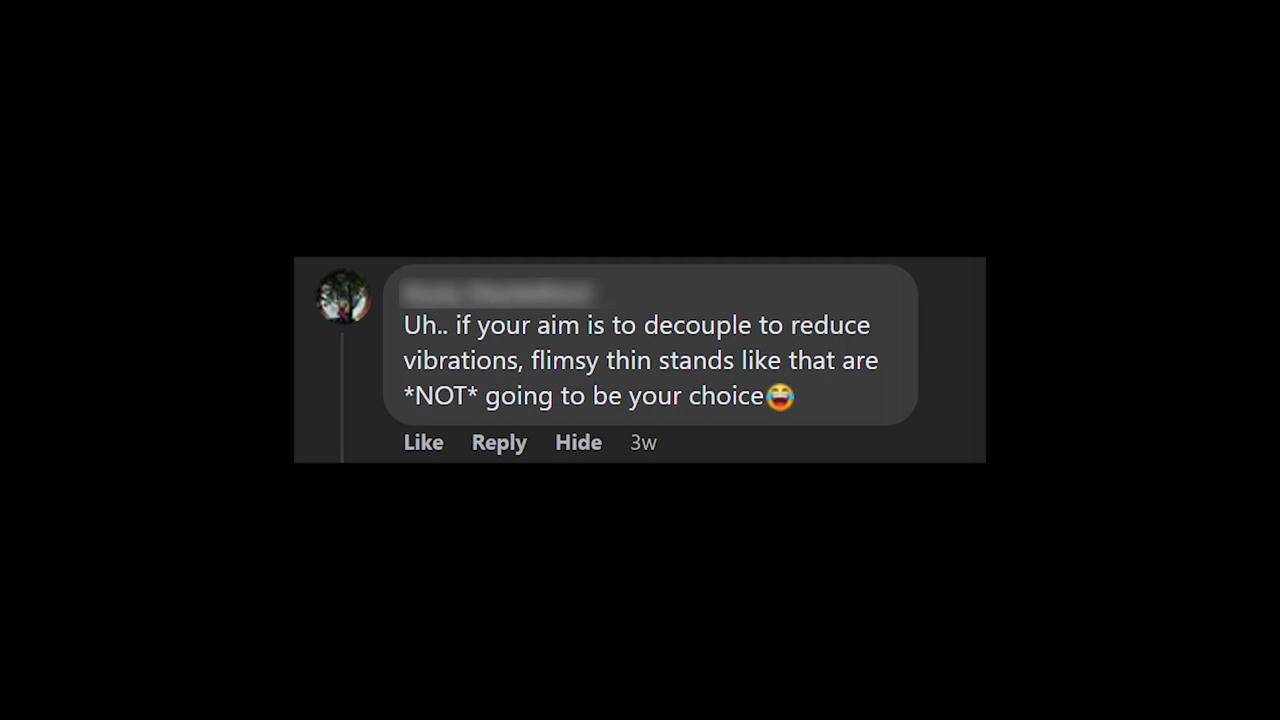 Uh.. if your aim is to decouple to reduce
vibrations, flimsy thin stands like that are
*NOT* going to be your choice😂
Like Reply Hide 3w